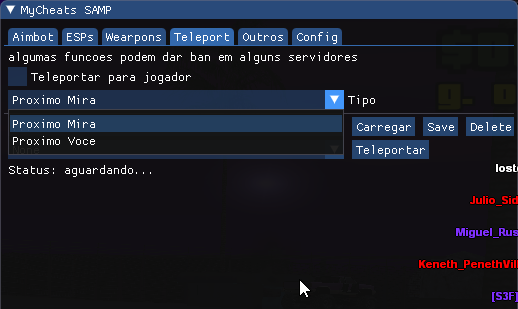 MyCheats SAMP
Aimbot ESPs Wearpons Teleport Outros Config
algumas funcoes podem dar ban em alguns servidores
Teleportar para jogador
Proximo Mira Tipo
Proximo Mira
Carregar Save Delete
Proximo Voce
Teleportar
Status: aguardando...
Julio_Sid
Miguel_Rus
Keneth_PenethVil
[S3F]